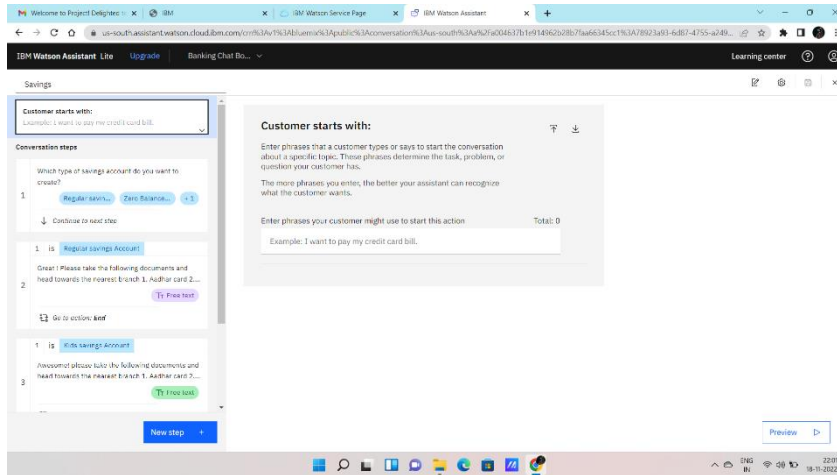 Welcome to Project Delighted in
IBM
IBM Watson Service Page
IBM Watson Assistant
us-south.assistant.watson.cloud.ibm.com/
IBM Watson Assistant Lite
Upgrade
Banking Chat Bo...
Learning center
Savings
Customer starts with:
Example: I want to pay my credit card bill.
Conversation steps
1
Which type of savings account do you want to
create?
Regular savin...
Zero Balance...
+1
Continue to next step
1 is Regular savings Account
2
Great ! Please take the following documents and
head towards the nearest branch 1. Aadhar card 2....
Free text
Go to action: End
1 is Kids savings Account
3
Awesome! please take the following documents and
head towards the nearest branch 1. Aadhar card 2....
Free text
New step +
Customer starts with:
Enter phrases that a customer types or says to start the conversation
about a specific topic. These phrases determine the task, problem, or
question your customer has.
The more phrases you enter, the better your assistant can recognize
what the customer wants.
Enter phrases your customer might use to start this action
Total: 0
Example: I want to pay my credit card bill.
Preview
ENG
IN
18-11-2022